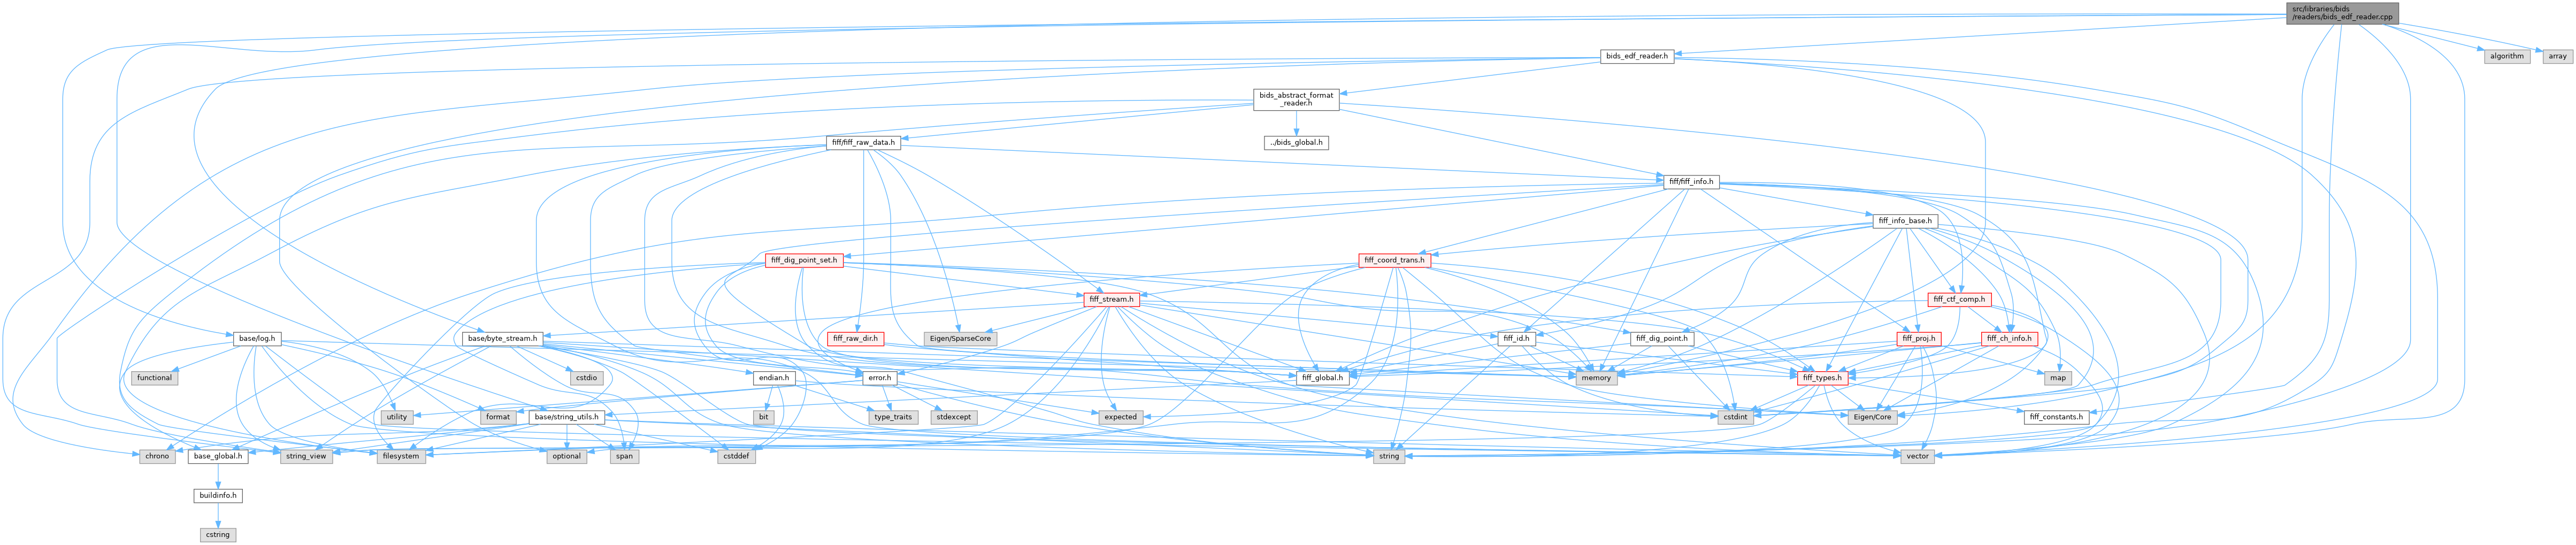 src/libraries/bids
/readers/bids_edf_reader.cpp
bids_edf_reader.h
algorithm
array
bids_abstract_format
_reader.h
fiff/fiff_raw_data.h
../bids_global.h
fiff/fiff_info.h
fiff_info_base.h
fiff_dig_point_set.h
fiff_coord_trans.h
fiff_stream.h
fiff_ctf_comp.h
base/log.h
base/byte_stream.h
fiff_raw_dir.h
Eigen/SparseCore
fiff_id.h
fiff_dig_point.h
fiff_proj.h
fiff_ch_info.h
functional
cstdio
endian.h
error.h
fiff_global.h
memory
fiff_types.h
map
utility
format
base/string_utils.h
bit
type_traits
stdexcept
expected
cstdint
Eigen/Core
fiff_constants.h
chrono
base_global.h
string_view
filesystem
optional
span
cstddef
string
vector
buildinfo.h
cstring